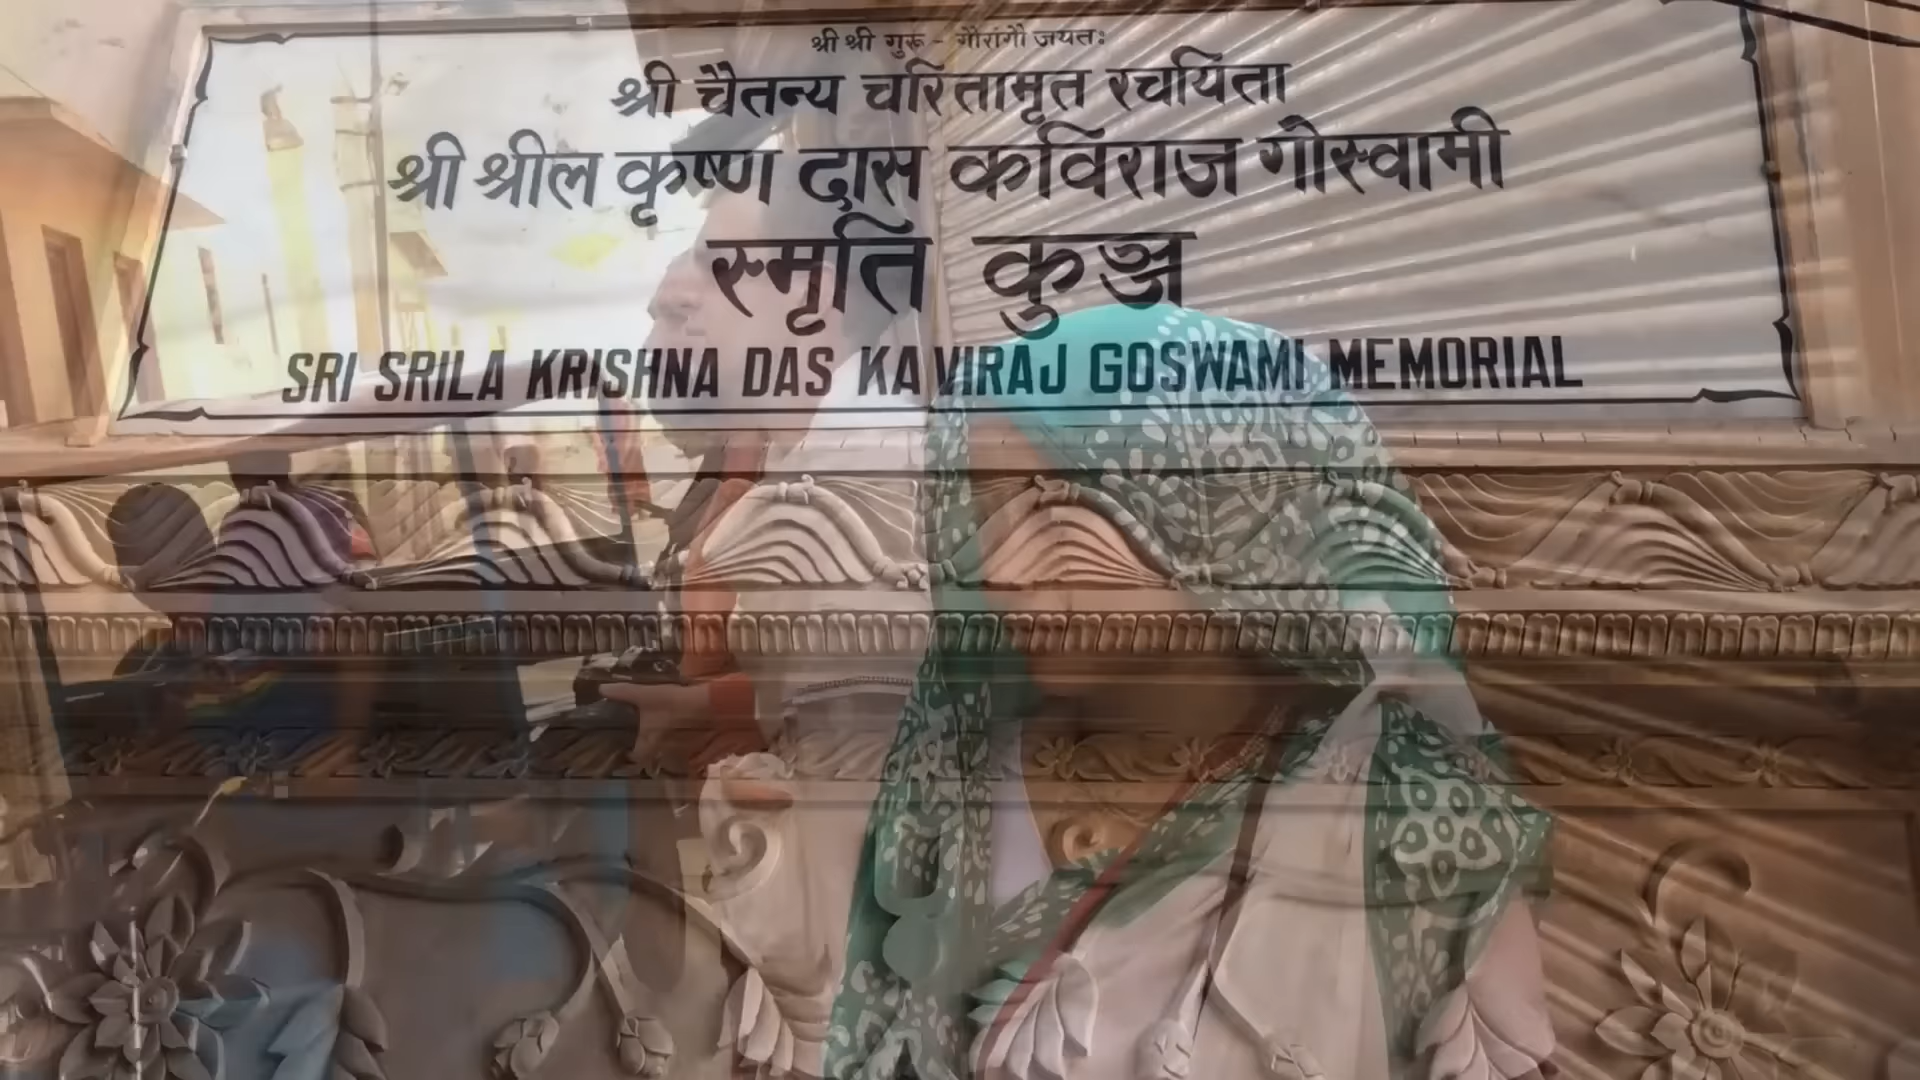 श्री श्री गुरू - गौरांगौ जयतः
श्री चैतन्य चरितामृत रचयिता
श्री श्रील कृष्ण दास कविराज गोस्वामी
स्मृति कुञ्ज
SRI SRILA KRISHNA DAS KAVIRAJ GOSWAMI MEMORIAL